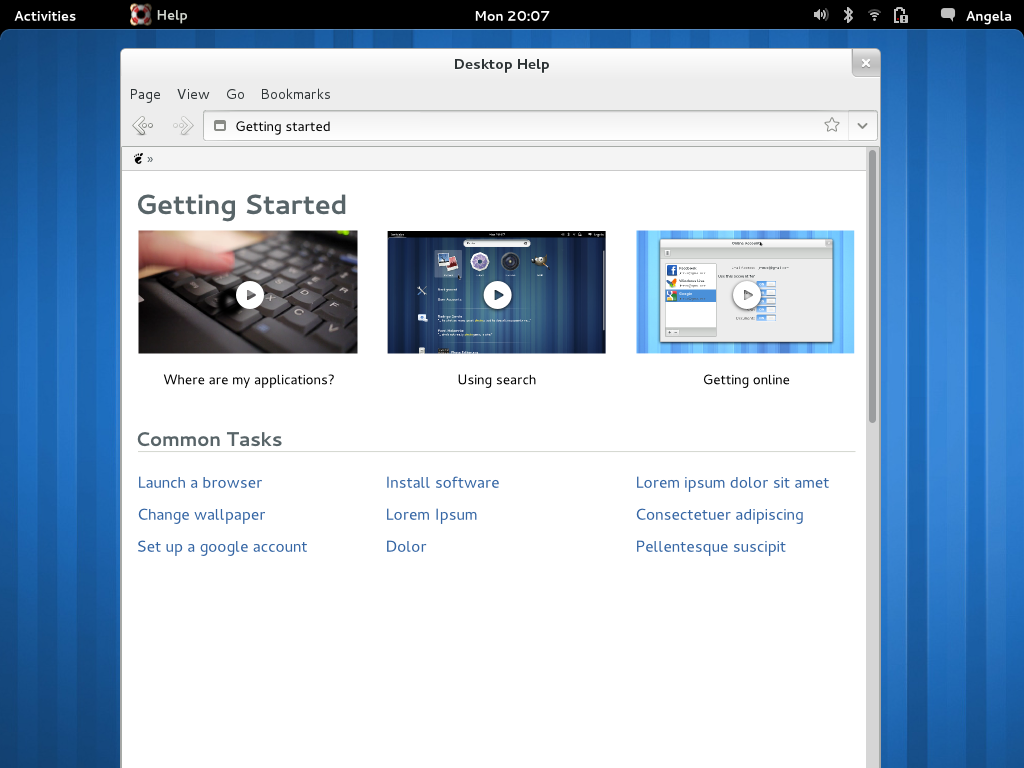 Activities Help Mon 20:07 Angela
Desktop Help
Page View Go Bookmarks
Getting started
»
Getting Started
Where are my applications? Using search Getting online
Common Tasks
Launch a browser Install software Lorem ipsum dolor sit amet
Change wallpaper Lorem Ipsum Consectetuer adipiscing
Set up a google account Dolor Pellentesque suscipit